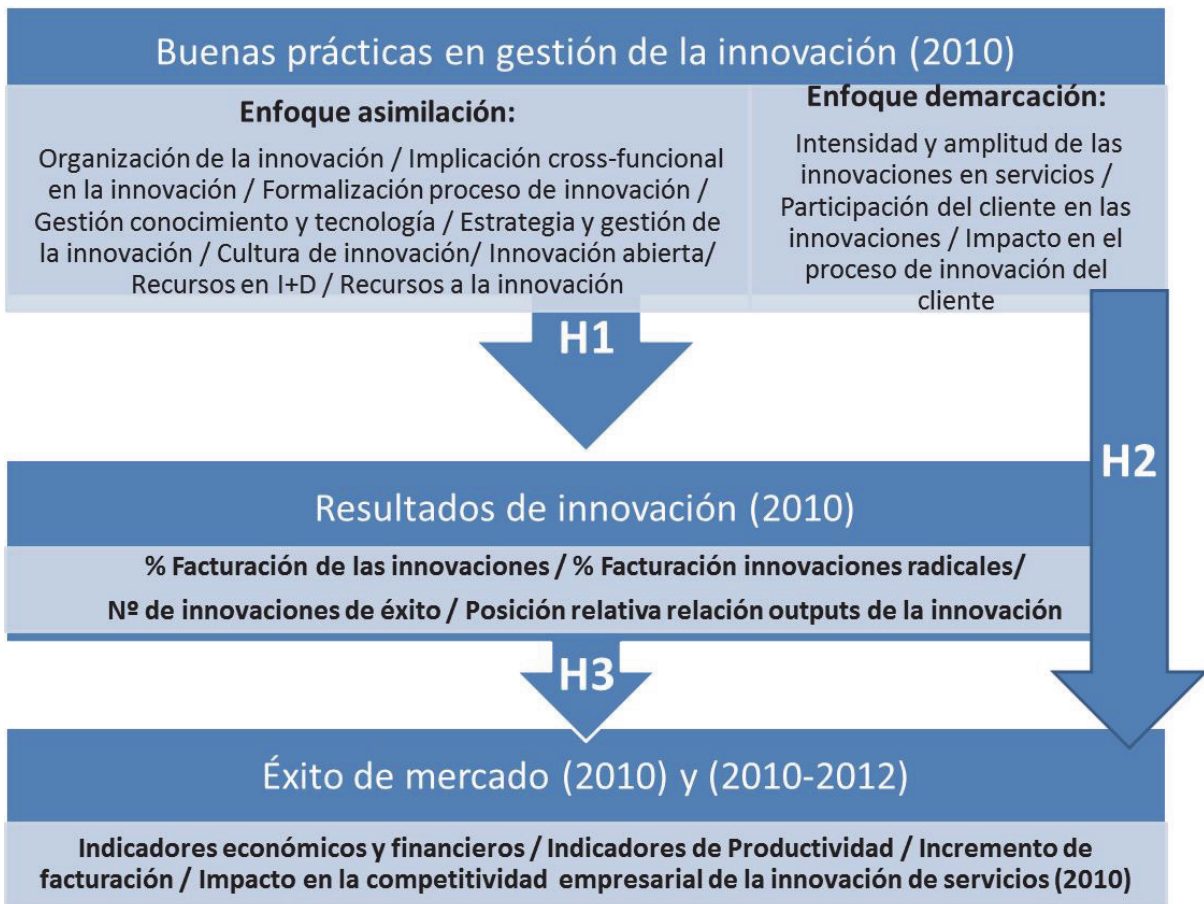 Buenas prácticas en gestión de la innovación (2010)
Enfoque asimilación:
Organización de la innovación / Implicación cross-funcional
en la innovación / Formalización proceso de innovación /
Gestión conocimiento y tecnología / Estrategia y gestión de
la innovación / Cultura de innovación/ Innovación abierta/
Recursos en I+D / Recursos a la innovación
Enfoque demarcación:
Intensidad y amplitud de las
innovaciones en servicios /
Participación del cliente en las
innovaciones / Impacto en el
proceso de innovación del
cliente
H1
H2
Resultados de innovación (2010)
% Facturación de las innovaciones / % Facturación innovaciones radicales/
Nº de innovaciones de éxito / Posición relativa relación outputs de la innovación
H3
Éxito de mercado (2010) y (2010-2012)
Indicadores económicos y financieros / Indicadores de Productividad / Incremento de
facturación / Impacto en la competitividad empresarial de la innovación de servicios (2010)